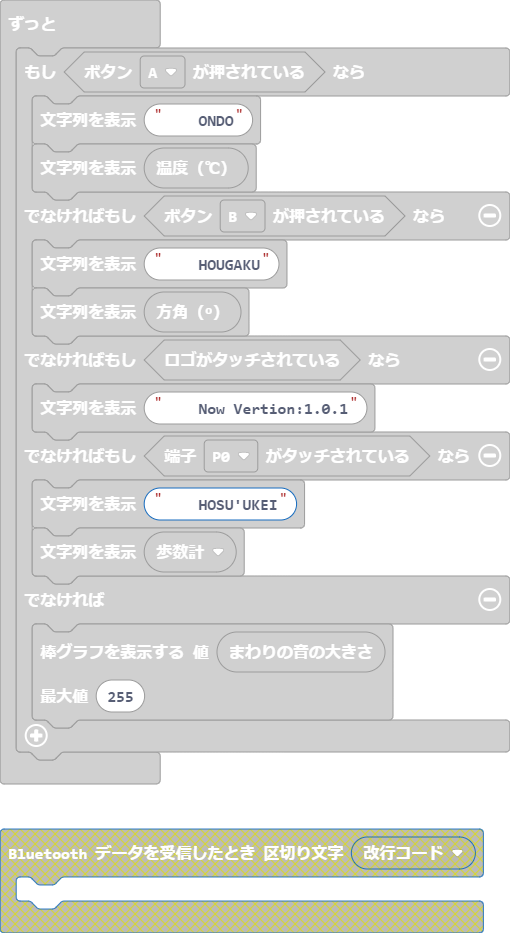 ずっと
もし ボタン A が押されている なら
文字列を表示 " ONDO"
文字列を表示 温度 (℃)
でなければもし ボタン B が押されている なら
文字列を表示 " HOUGAKU"
文字列を表示 方角 (°)
でなければもし ロゴがタッチされている なら
文字列を表示 " Now Vertion:1.0.1"
でなければもし 端子 P0 がタッチされている なら
文字列を表示 " HOSU'UKEI"
文字列を表示 歩数計
でなければ
棒グラフを表示する 値 まわりの音の大きさ
最大値 255
Bluetooth データを受信したとき 区切り文字 改行コード